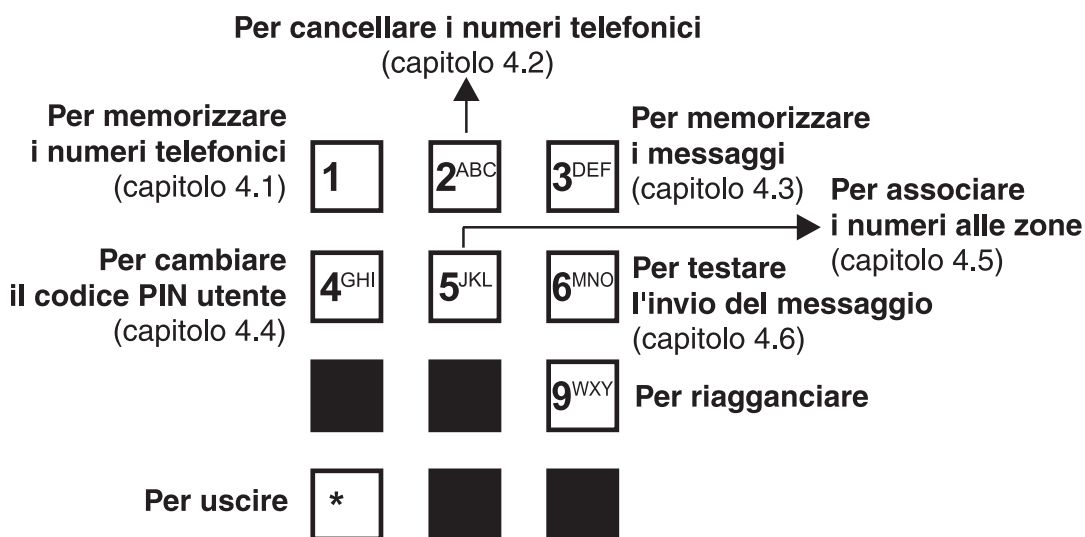 Per cancellare i numeri telefonici
(capitolo 4.2)
Per memorizzare
i numeri telefonici
(capitolo 4.1)
1
2ABC
3DEF
Per memorizzare
i messaggi
(capitolo 4.3)
Per associare
i numeri alle zone
(capitolo 4.5)
Per cambiare
il codice PIN utente
(capitolo 4.4)
4GHI
5JKL
6MNO
Per testare
l'invio del messaggio
(capitolo 4.6)
9WXY
Per riagganciare
Per uscire
*